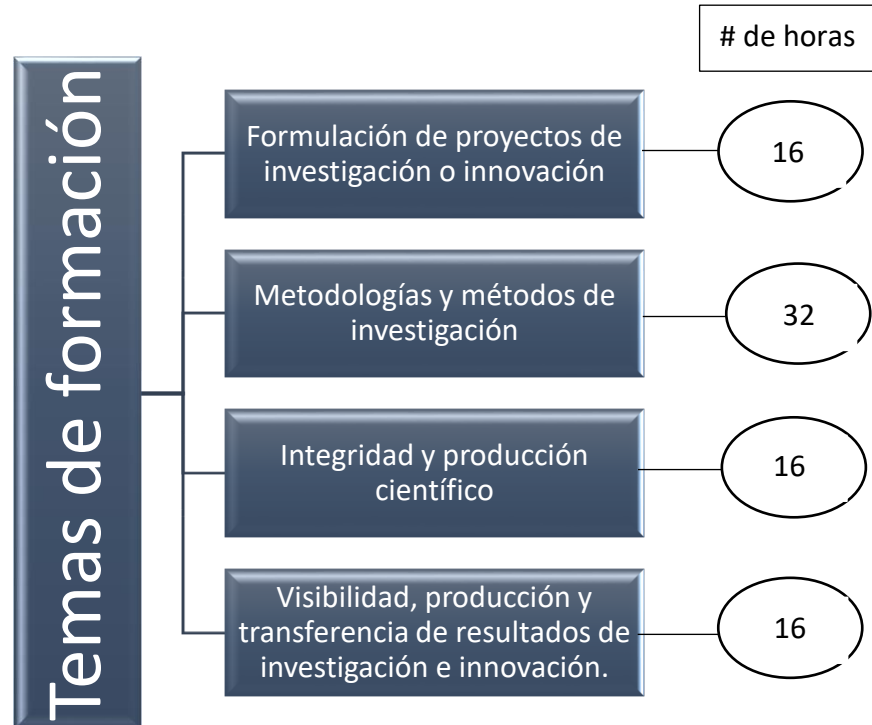 # de horas
Temas de formación
Formulación de proyectos de
investigación o innovación
16
Metodologías y métodos de
investigación
32
Integridad y producción
científico
16
Visibilidad, producción y
transferencia de resultados de
investigación e innovación.
16